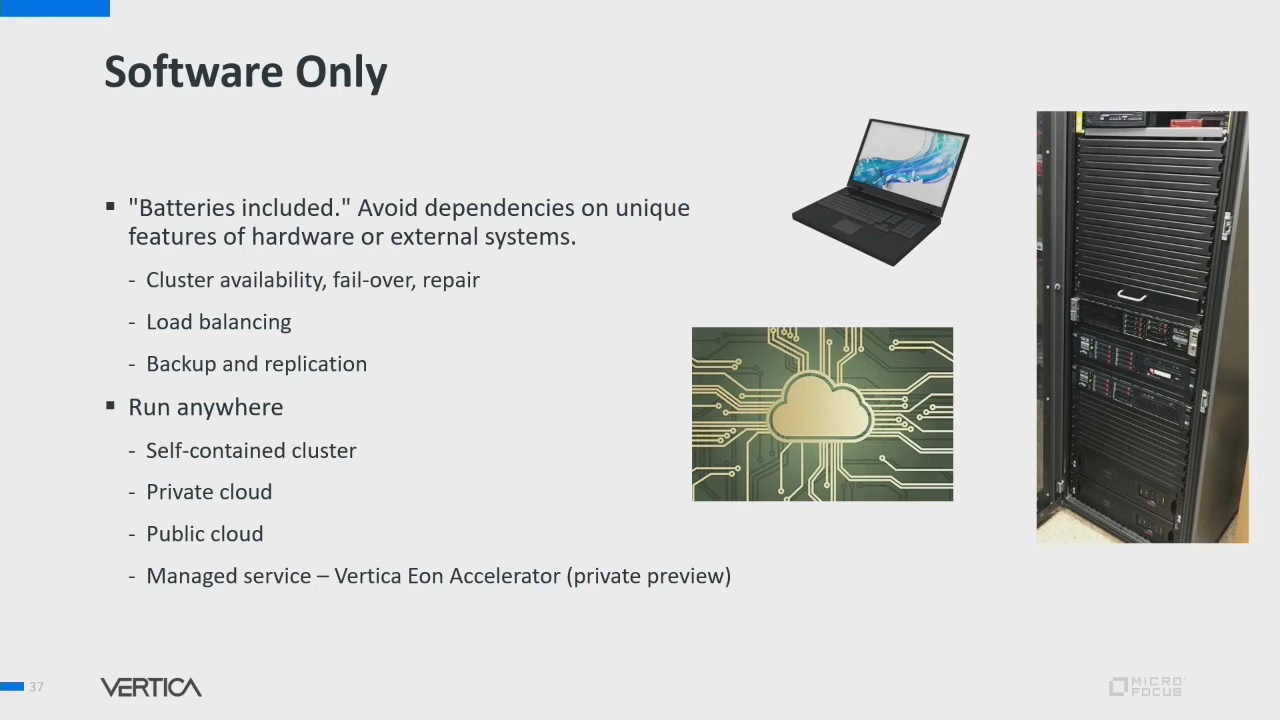 Software Only
▪ "Batteries included." Avoid dependencies on unique
features of hardware or external systems.
- Cluster availability, fail-over, repair
- Load balancing
- Backup and replication
▪ Run anywhere
- Self-contained cluster
- Private cloud
- Public cloud
- Managed service – Vertica Eon Accelerator (private preview)
37
VERTICA
MICRO
FOCUS